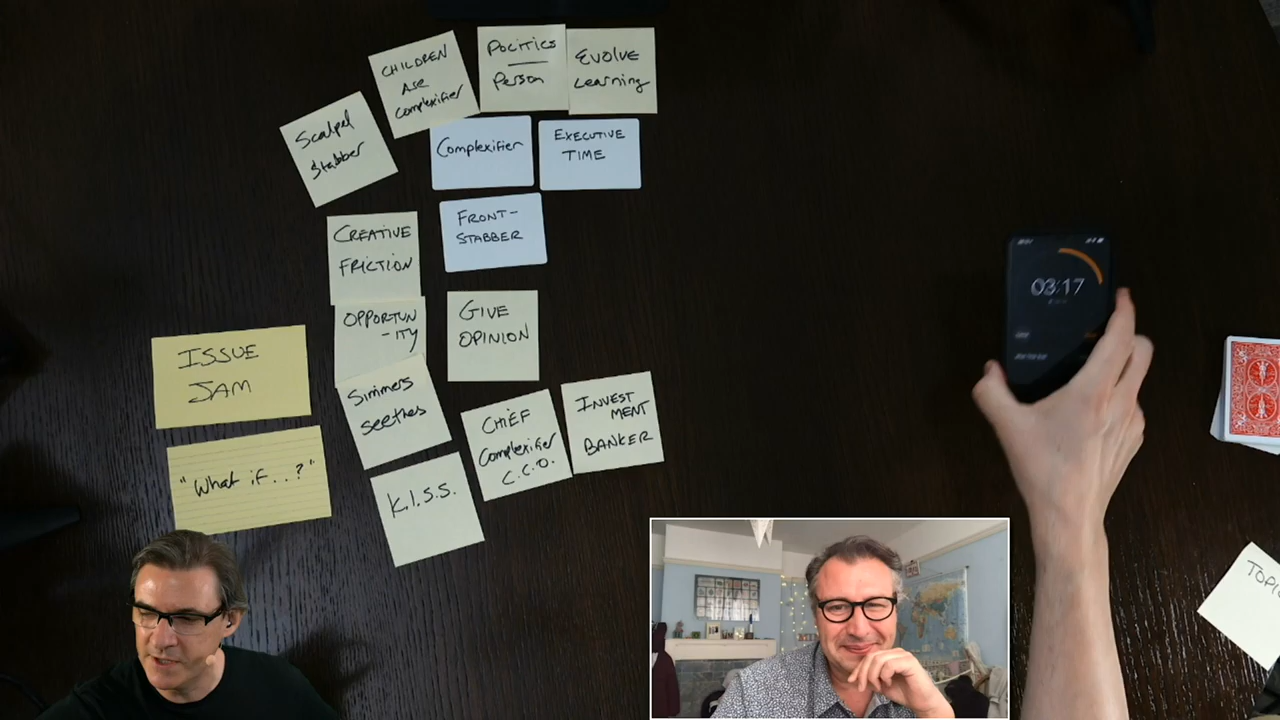 CHILDREN
ARE
Complexifier
POLITICS
Person
EVOLVE
Learning
Scalpel
Stabber
Complexifier
EXECUTIVE
TIME
FRONT-
STABBER
CREATIVE
FRICTION
OPPORTUN
-ITY
GIVE
OPINION
ISSUE
JAM
Simmers
seethes
CHIEF
Complexifier
C.C.O.
INVEST
MENT
BANKER
"What if..?"
K.I.S.S.
03:17